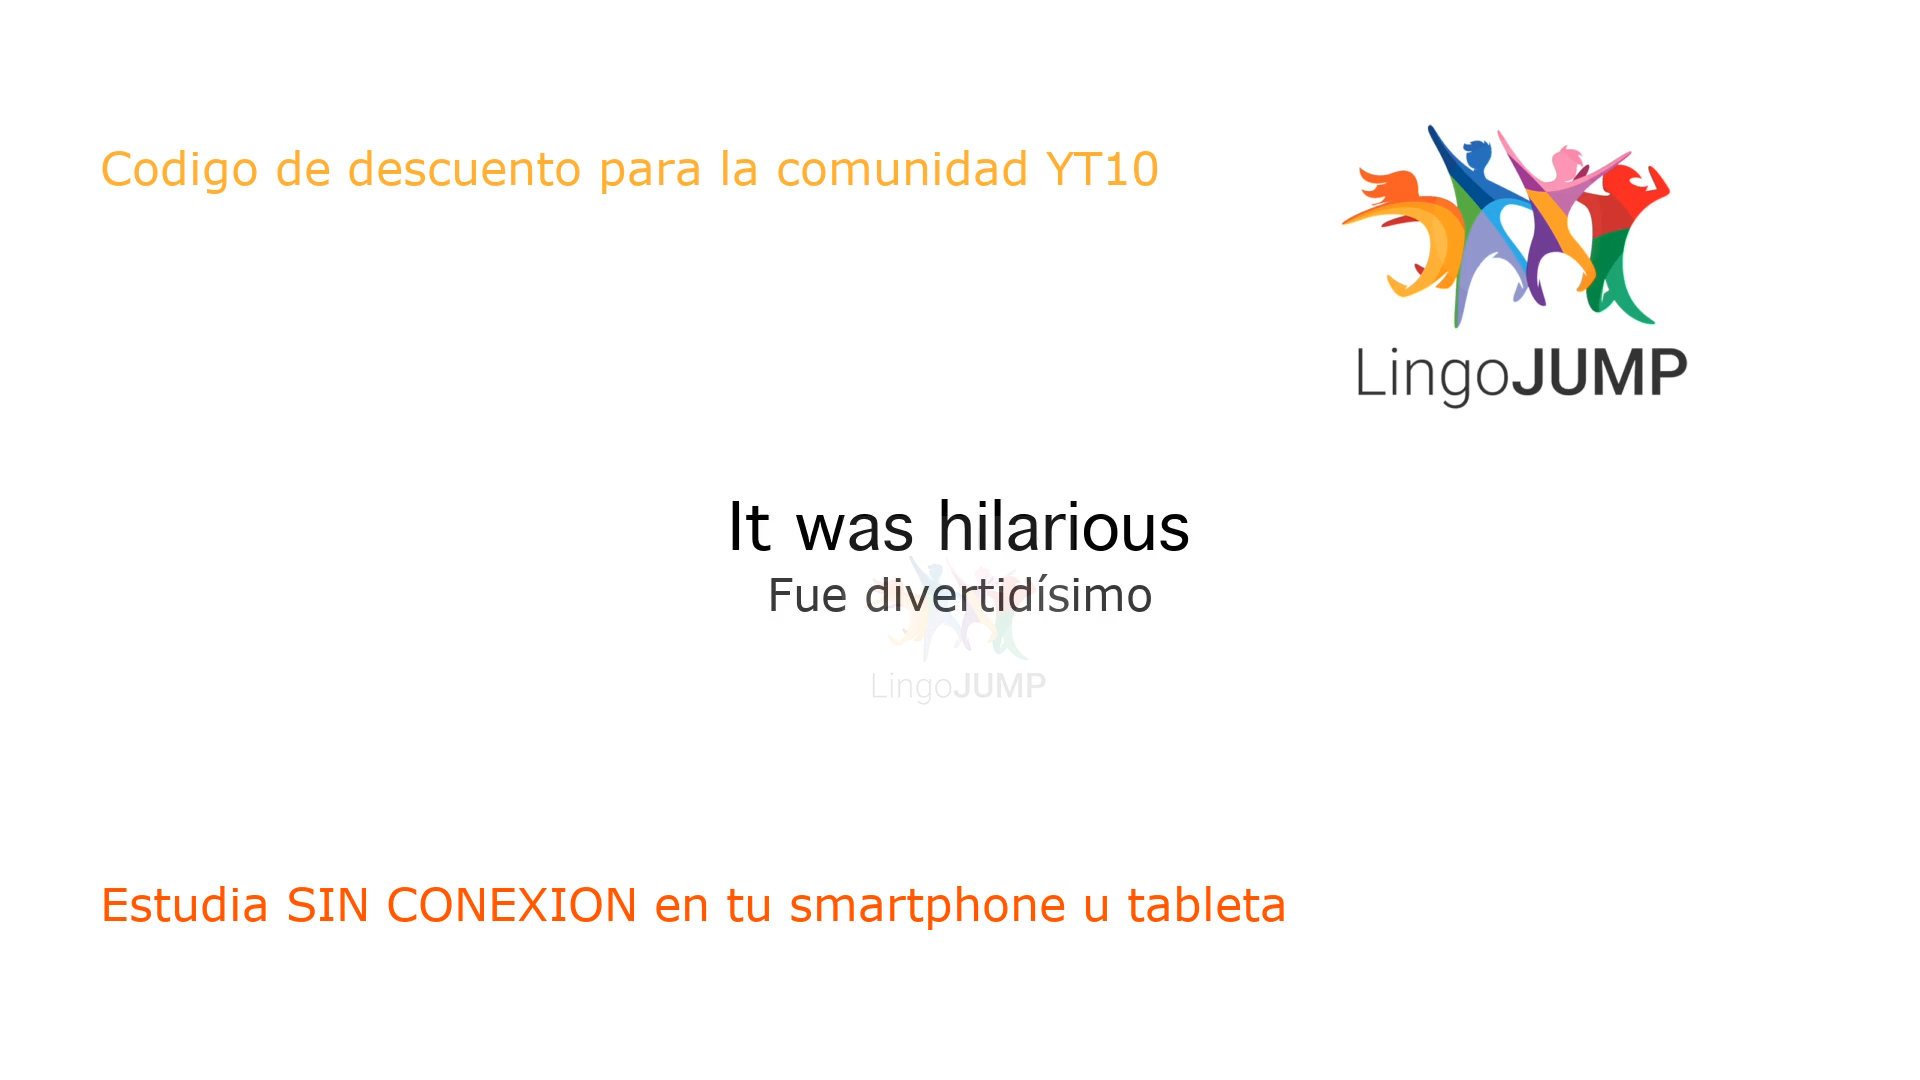 Codigo de descuento para la comunidad YT10
LingoJUMP
It was hilarious
Fue divertidísimo
LingoJUMP
Estudia SIN CONEXION en tu smartphone u tableta